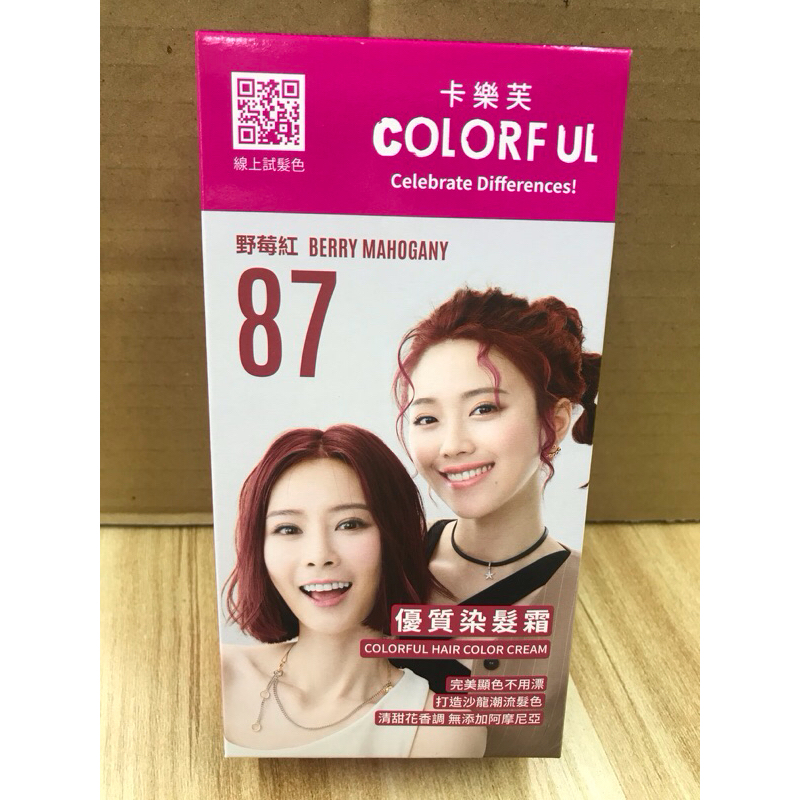 卡樂芙
COLORFUL
Celebrate Differences!
線上試髮色
野莓紅 BERRY MAHOGANY
87
優質染髮霜
COLORFUL HAIR COLOR CREAM
完美顯色不用漂
打造沙龍潮流髮色
清甜花香調 無添加阿摩尼亞